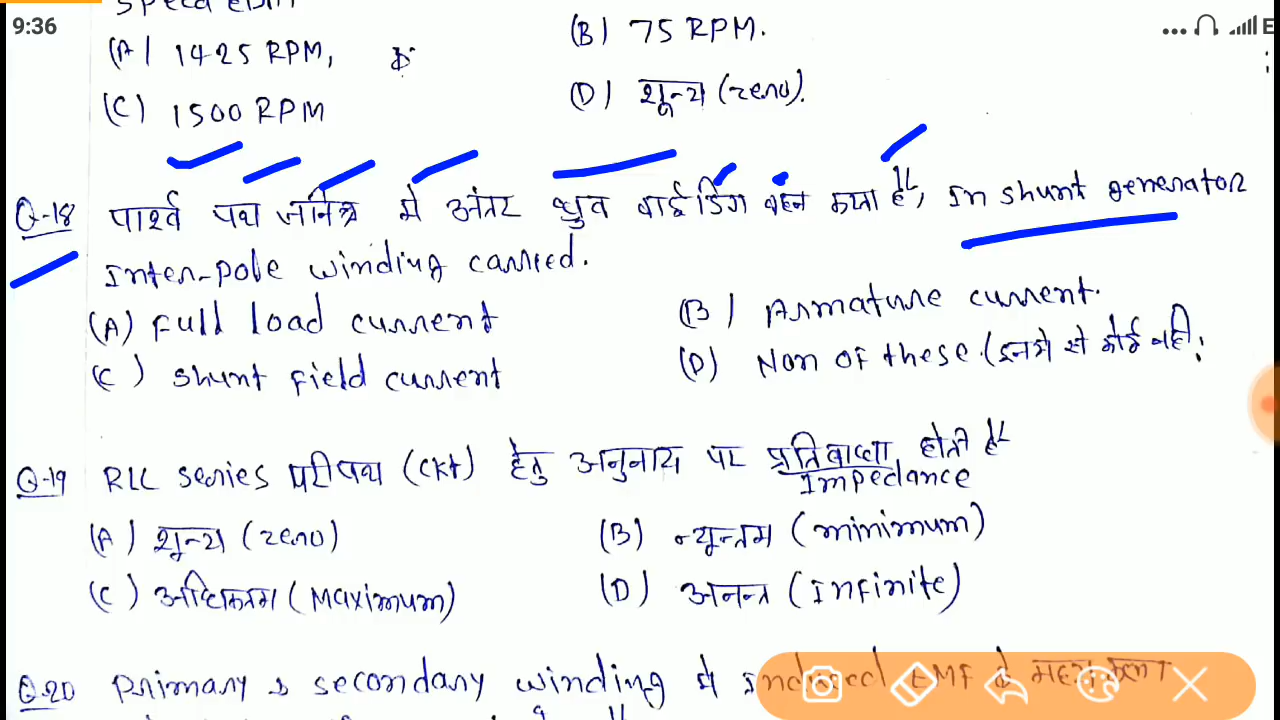 9:36
(A) 1425 RPM,
(B) 75 RPM.
(C) 1500 RPM
(D) शून्य (zero).
Q-18 पार्श्व पथ जनित्र मे अंतर ध्रुव वाईडिंग वहन करता है, In shunt generator
Inter-pole winding carried.
(A) Full load current
(B) Armature current.
(C) Shunt field current
(D) Non of these. (इनमे से कोई नही)
Q-19 RLC series परीपथ (ckt) हेतु अनुनाद पर प्रतिबाधा होती है
Impedance
(A) शून्य (zero)
(B) न्यून्तम (minimum)
(C) अधिकतम (Maximum)
(D) अनन्त (Infinite)
Q-20 Primary & secondary winding मे induced EMF के मध्य